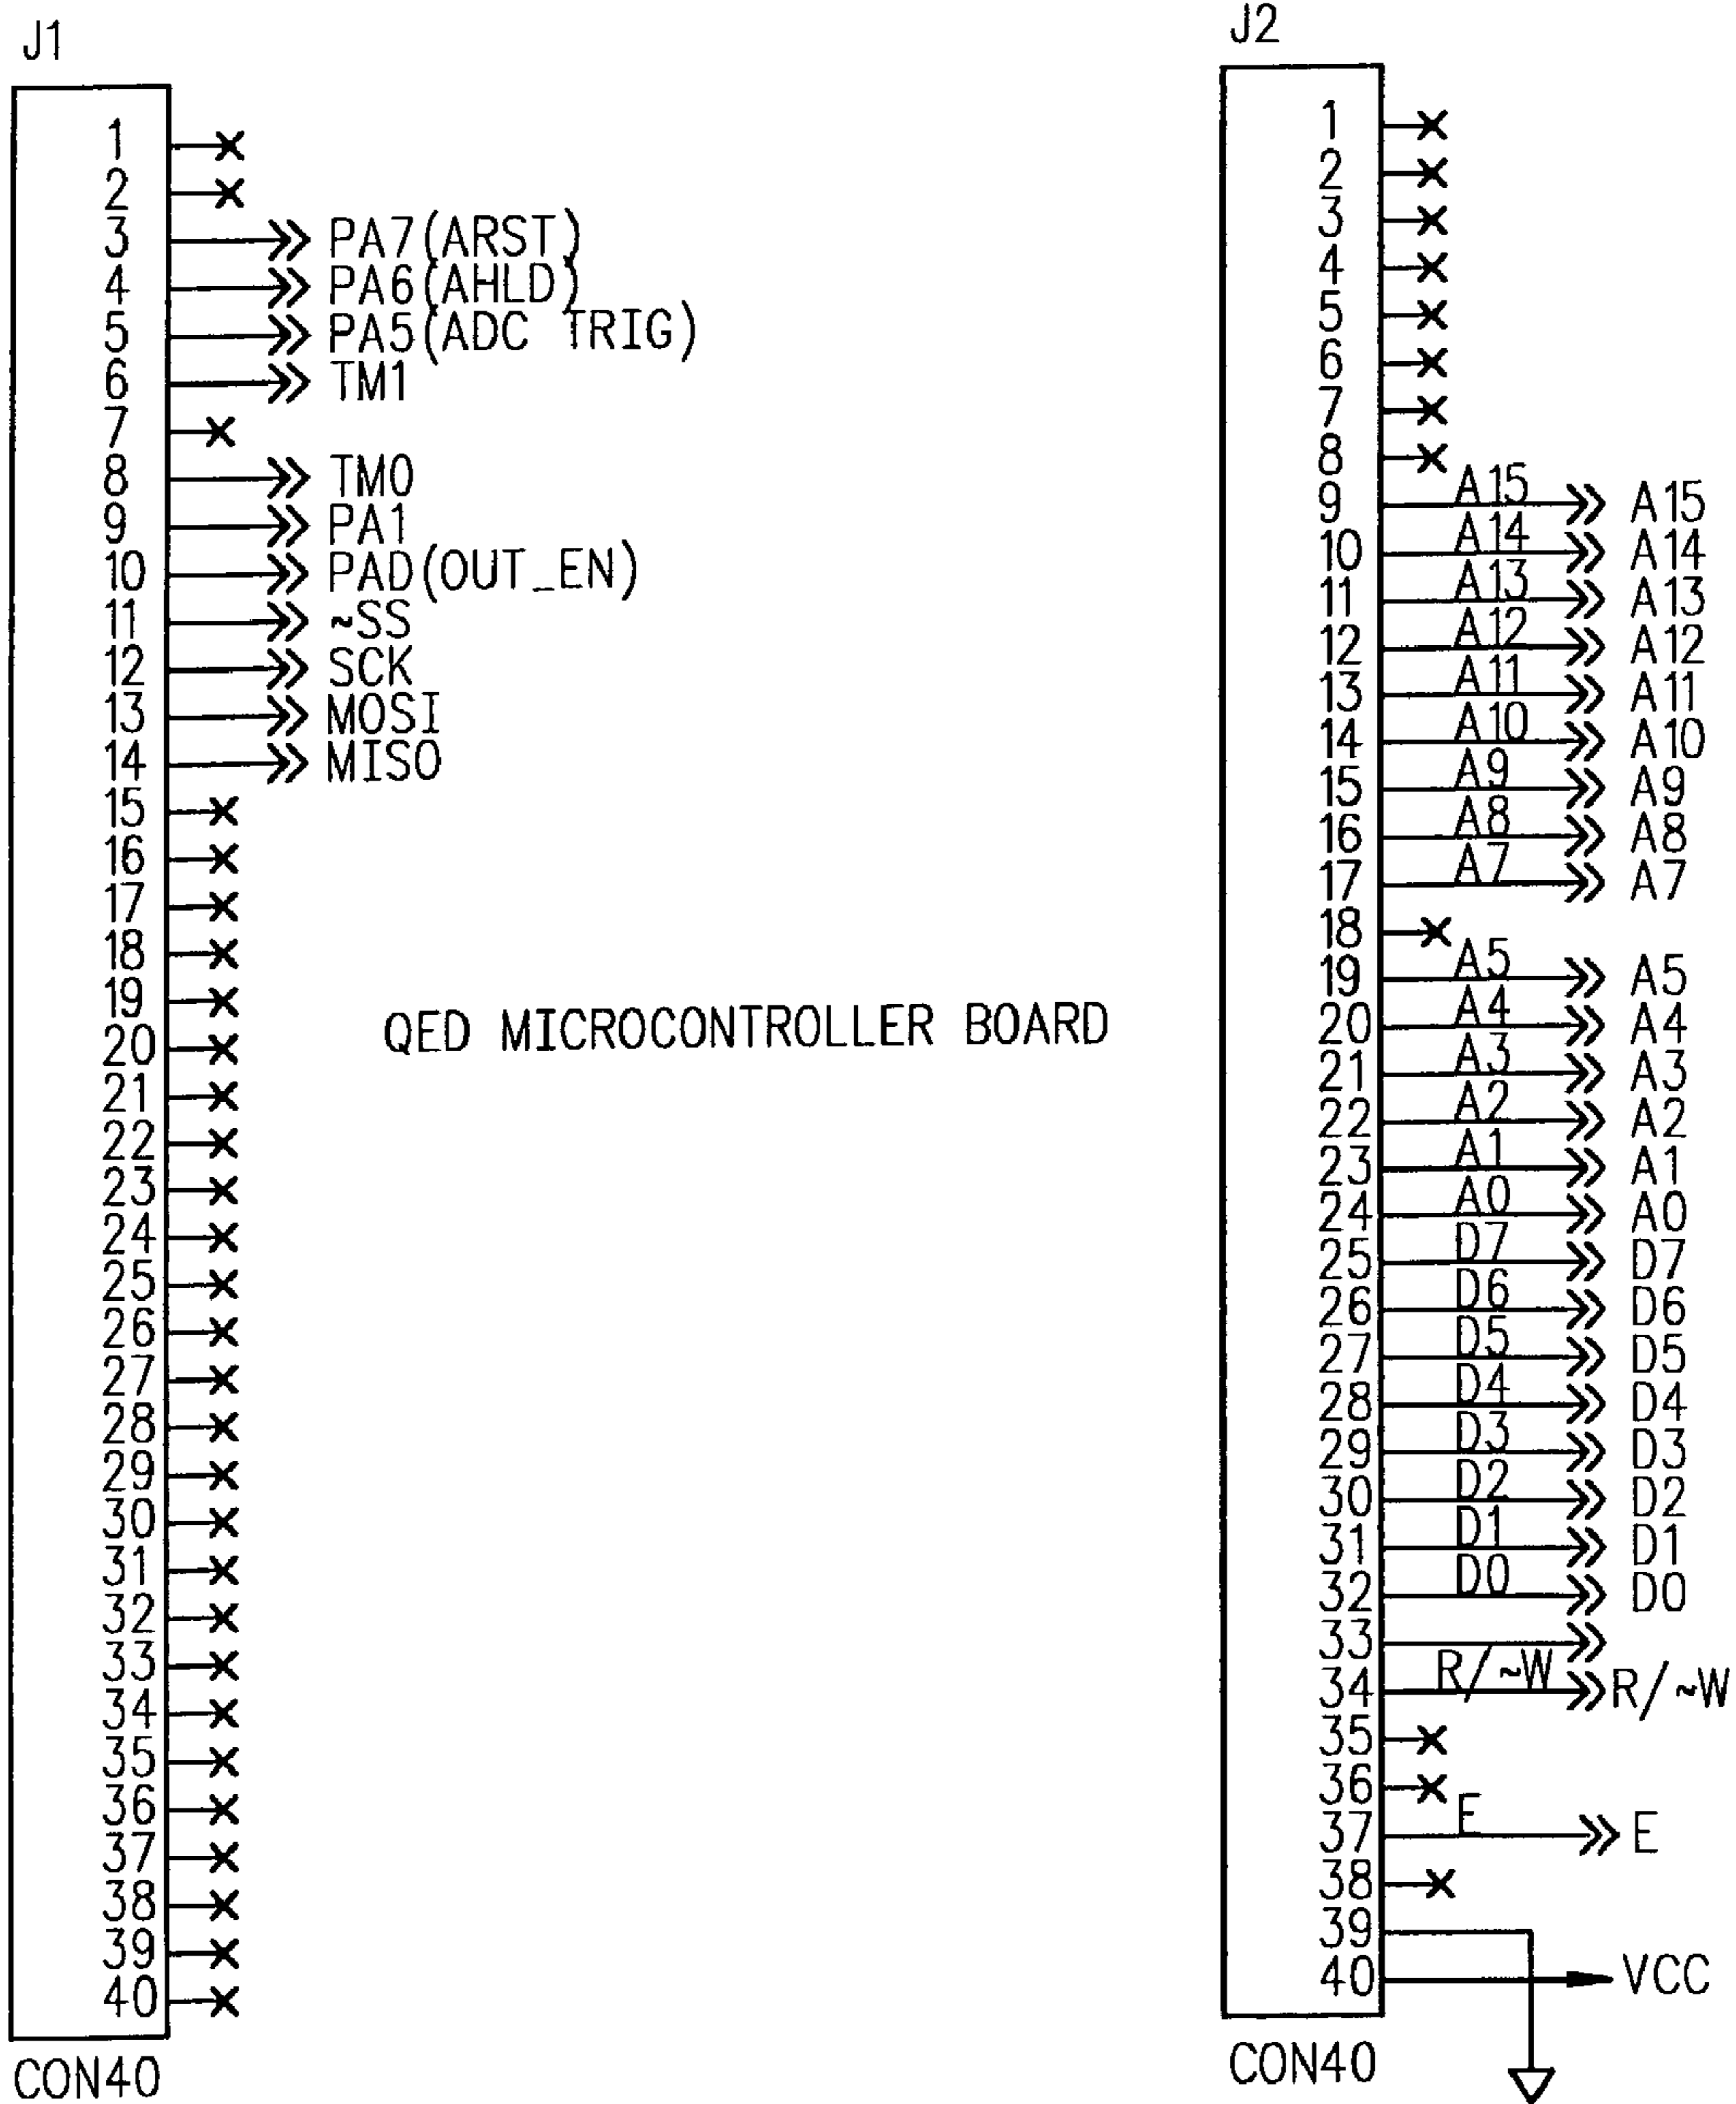 J1
1
2
3 PA7(ARST)
4 PA6(AHLD)
5 PA5(ADC TRIG)
6 TM1
7
8 TM0
9 PA1
10 PAD(OUT_EN)
11 ~SS
12 SCK
13 MOSI
14 MISO
15
16
17
18
19
20
21
22
23
24
25
26
27
28
29
30
31
32
33
34
35
36
37
38
39
40
CON40
QED MICROCONTROLLER BOARD
J2
1
2
3
4
5
6
7
8
9 A15 A15
10 A14 A14
11 A13 A13
12 A12 A12
13 A11 A11
14 A10 A10
15 A9 A9
16 A8 A8
17 A7 A7
18
19 A5 A5
20 A4 A4
21 A3 A3
22 A2 A2
23 A1 A1
24 A0 A0
25 D7 D7
26 D6 D6
27 D5 D5
28 D4 D4
29 D3 D3
30 D2 D2
31 D1 D1
32 D0 D0
33
34 R/~W R/~W
35
36
37 E E
38
39
40 VCC
CON40